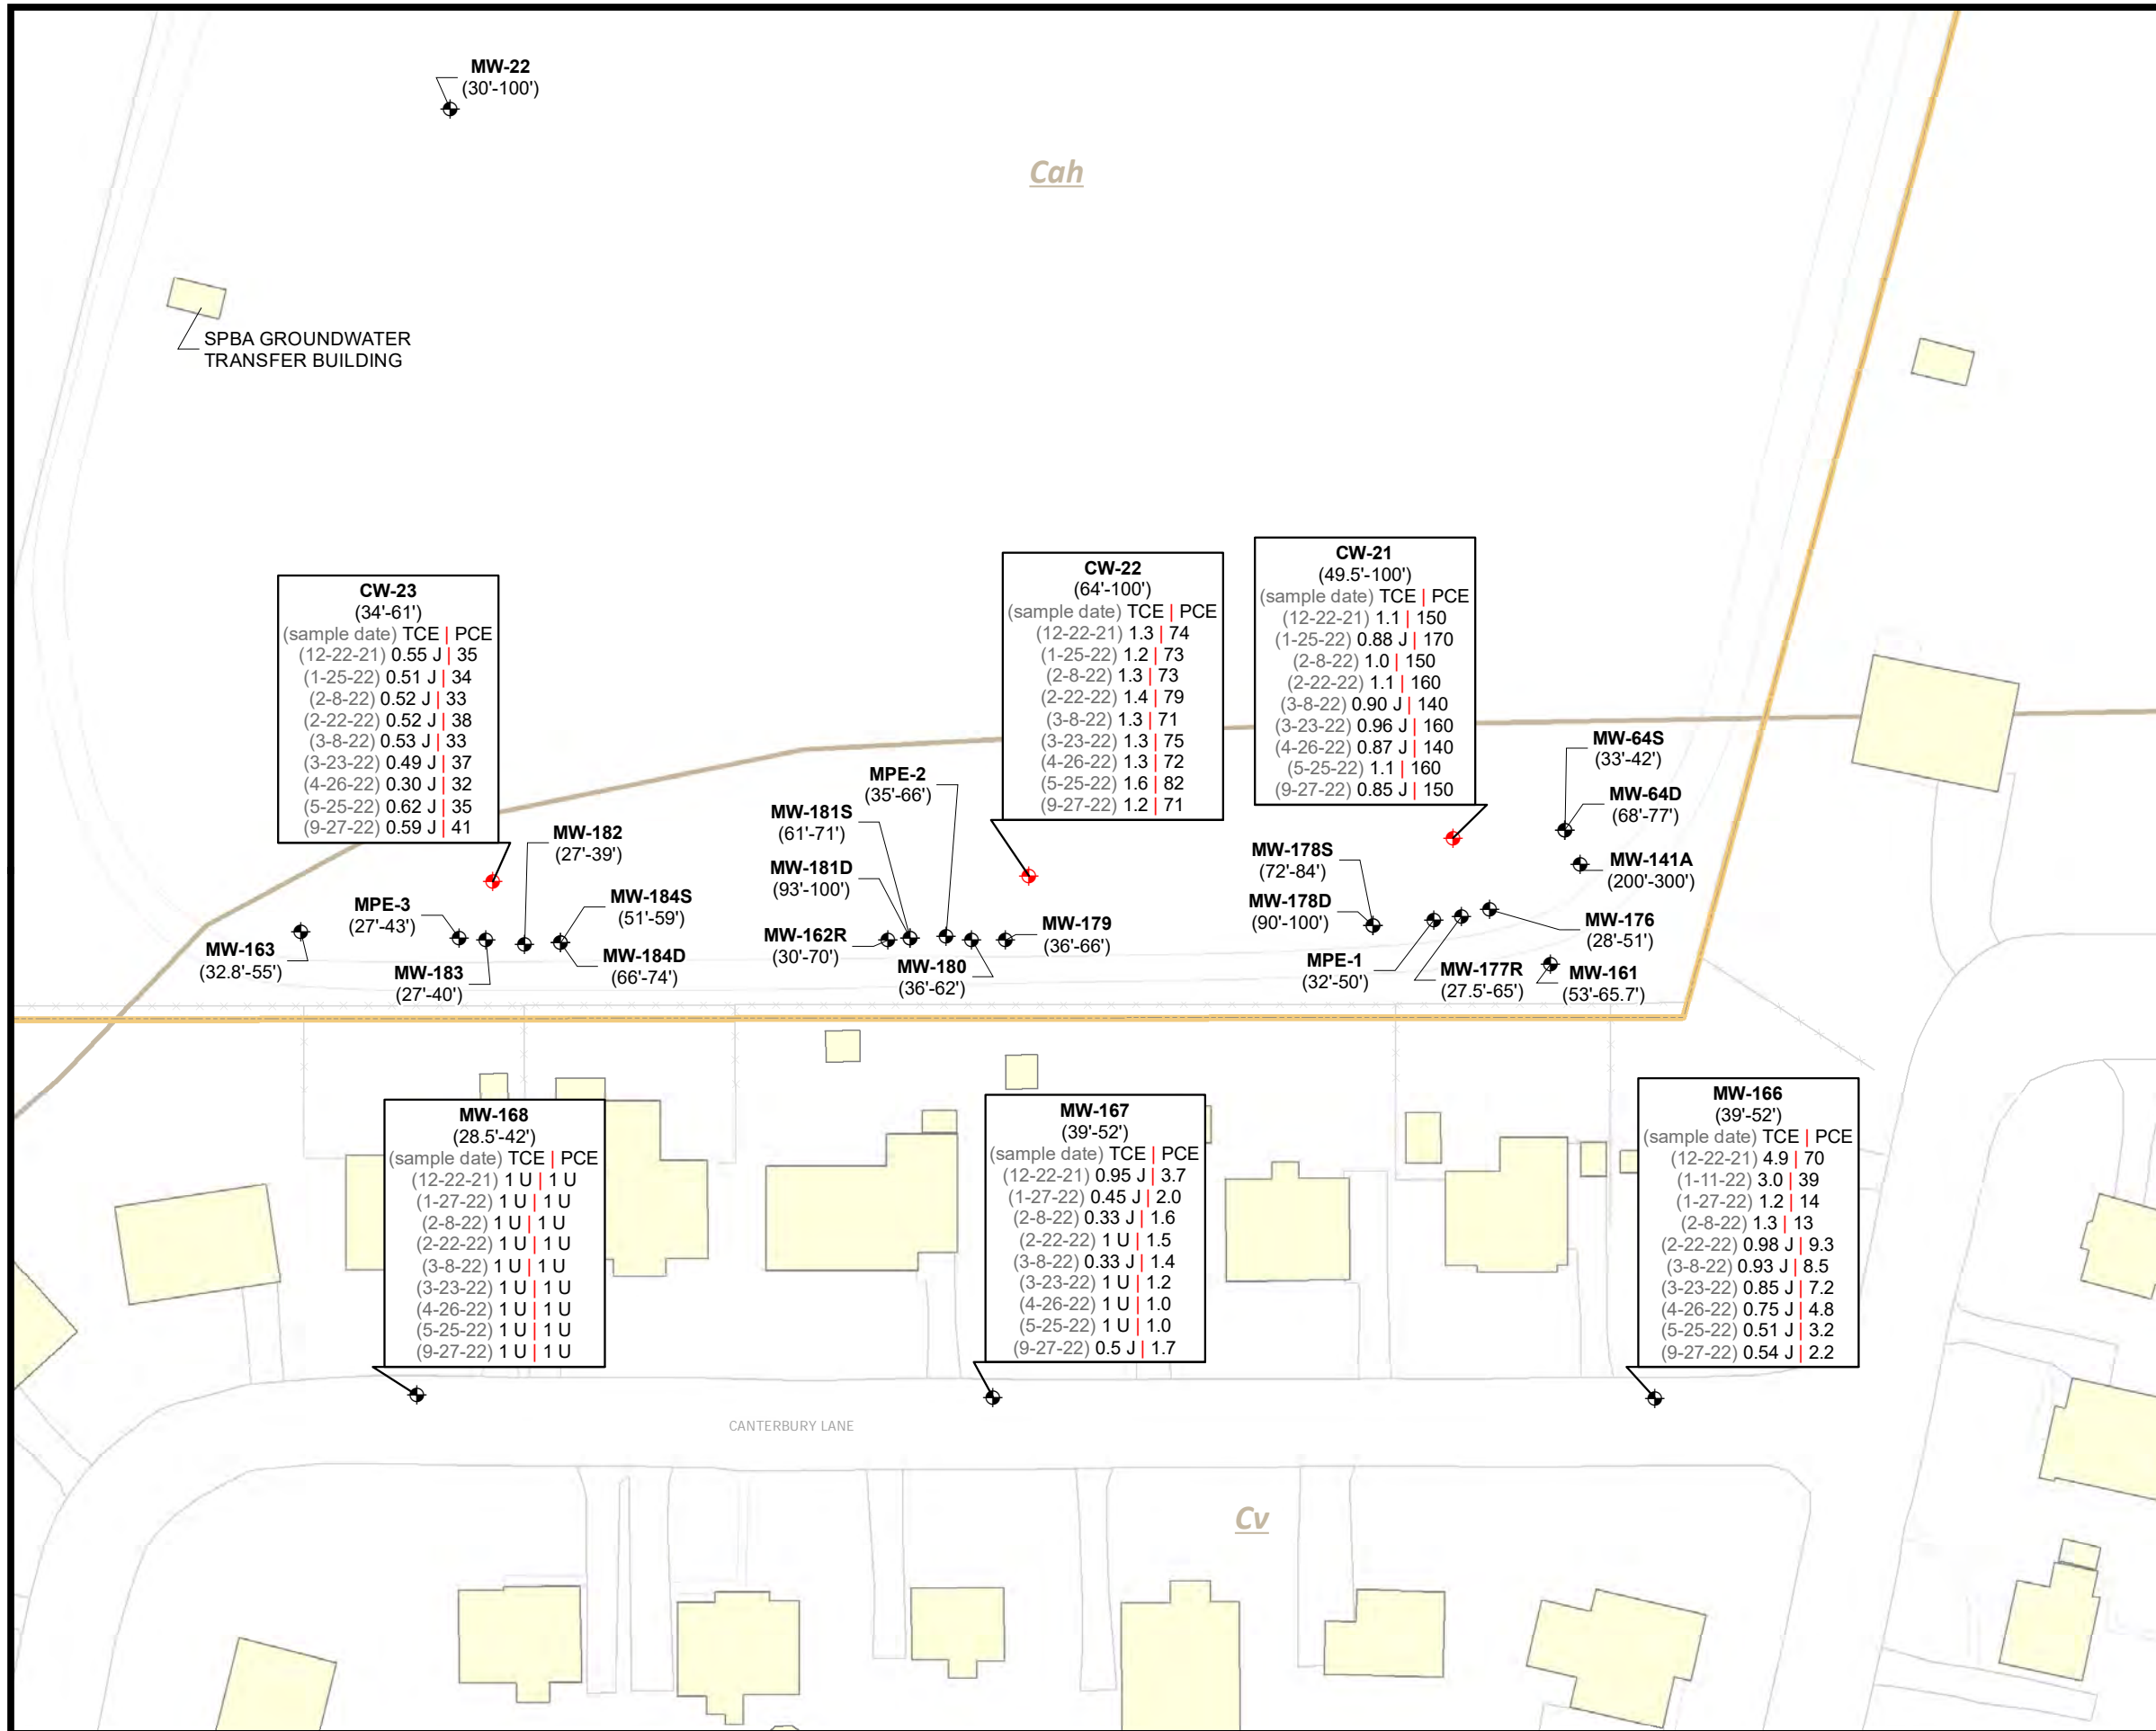 MW-22
(30'-100')
Cah
SPBA GROUNDWATER
TRANSFER BUILDING
CW-23
(34'-61')
(sample date) TCE | PCE
(12-22-21) 0.55 J | 35
(1-25-22) 0.51 J | 34
(2-8-22) 0.52 J | 33
(2-22-22) 0.52 J | 38
(3-8-22) 0.53 J | 33
(3-23-22) 0.49 J | 37
(4-26-22) 0.30 J | 32
(5-25-22) 0.62 J | 35
(9-27-22) 0.59 J | 41
CW-22
(64'-100')
(sample date) TCE | PCE
(12-22-21) 1.3 | 74
(1-25-22) 1.2 | 73
(2-8-22) 1.3 | 73
(2-22-22) 1.4 | 79
(3-8-22) 1.3 | 71
(3-23-22) 1.3 | 75
(4-26-22) 1.3 | 72
(5-25-22) 1.6 | 82
(9-27-22) 1.2 | 71
CW-21
(49.5'-100')
(sample date) TCE | PCE
(12-22-21) 1.1 | 150
(1-25-22) 0.88 J | 170
(2-8-22) 1.0 | 150
(2-22-22) 1.1 | 160
(3-8-22) 0.90 J | 140
(3-23-22) 0.96 J | 160
(4-26-22) 0.87 J | 140
(5-25-22) 1.1 | 160
(9-27-22) 0.85 J | 150
MW-64S
(33'-42')
MW-64D
(68'-77')
MW-141A
(200'-300')
MPE-2
(35'-66')
MW-181S
(61'-71')
MW-181D
(93'-100')
MW-182
(27'-39')
MW-178S
(72'-84')
MW-178D
(90'-100')
MPE-3
(27'-43')
MW-184S
(51'-59')
MW-184D
(66'-74')
MW-163
(32.8'-55')
MW-183
(27'-40')
MW-162R
(30'-70')
MW-180
(36'-62')
MW-179
(36'-66')
MPE-1
(32'-50')
MW-177R
(27.5'-65')
MW-176
(28'-51')
MW-161
(53'-65.7')
MW-168
(28.5'-42')
(sample date) TCE | PCE
(12-22-21) 1 U | 1 U
(1-27-22) 1 U | 1 U
(2-8-22) 1 U | 1 U
(2-22-22) 1 U | 1 U
(3-8-22) 1 U | 1 U
(3-23-22) 1 U | 1 U
(4-26-22) 1 U | 1 U
(5-25-22) 1 U | 1 U
(9-27-22) 1 U | 1 U
MW-167
(39'-52')
(sample date) TCE | PCE
(12-22-21) 0.95 J | 3.7
(1-27-22) 0.45 J | 2.0
(2-8-22) 0.33 J | 1.6
(2-22-22) 1 U | 1.5
(3-8-22) 0.33 J | 1.4
(3-23-22) 1 U | 1.2
(4-26-22) 1 U | 1.0
(5-25-22) 1 U | 1.0
(9-27-22) 0.5 J | 1.7
MW-166
(39'-52')
(sample date) TCE | PCE
(12-22-21) 4.9 | 70
(1-11-22) 3.0 | 39
(1-27-22) 1.2 | 14
(2-8-22) 1.3 | 13
(2-22-22) 0.98 J | 9.3
(3-8-22) 0.93 J | 8.5
(3-23-22) 0.85 J | 7.2
(4-26-22) 0.75 J | 4.8
(5-25-22) 0.51 J | 3.2
(9-27-22) 0.54 J | 2.2
CANTERBURY LANE
Cv